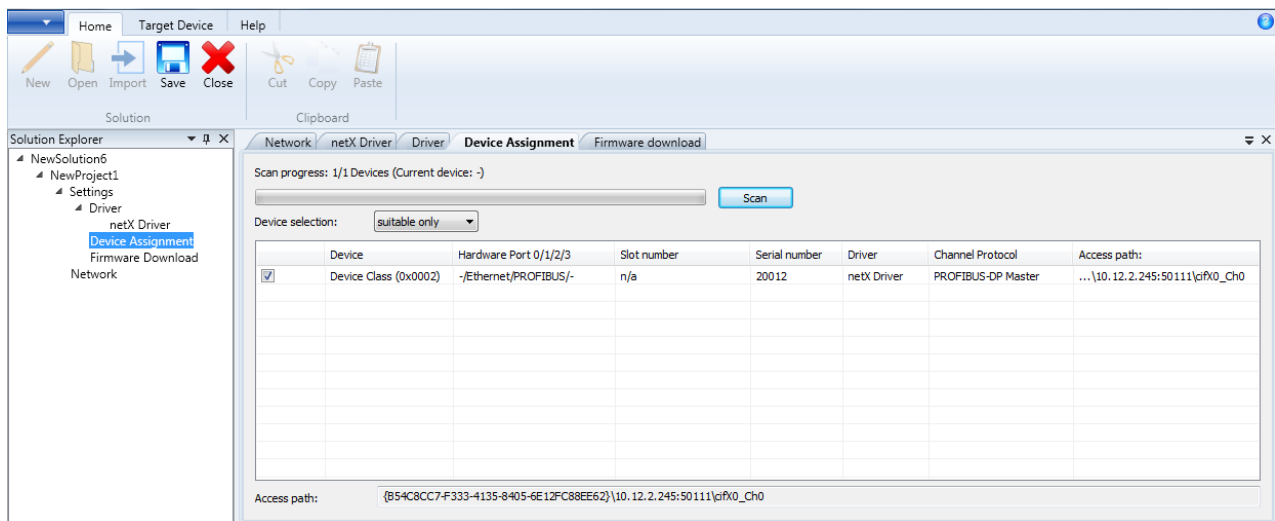 Home Target Device Help
New Open Import Save Close Cut Copy Paste
Solution Clipboard
Solution Explorer
Network netX Driver Driver Device Assignment Firmware download
NewSolution6
NewProject1
Settings
Driver
netX Driver
Device Assignment
Firmware Download
Network
Scan progress: 1/1 Devices (Current device: -)
Scan
Device selection: suitable only
Device Hardware Port 0/1/2/3 Slot number Serial number Driver Channel Protocol Access path:
Device Class (0x0002) -/Ethernet/PROFIBUS/- n/a 20012 netX Driver PROFIBUS-DP Master ...\10.12.2.245:50111\cifX0_Ch0
Access path: {B54C8CC7-F333-4135-8405-6E12FC88EE62}\10.12.2.245:50111\cifX0_Ch0